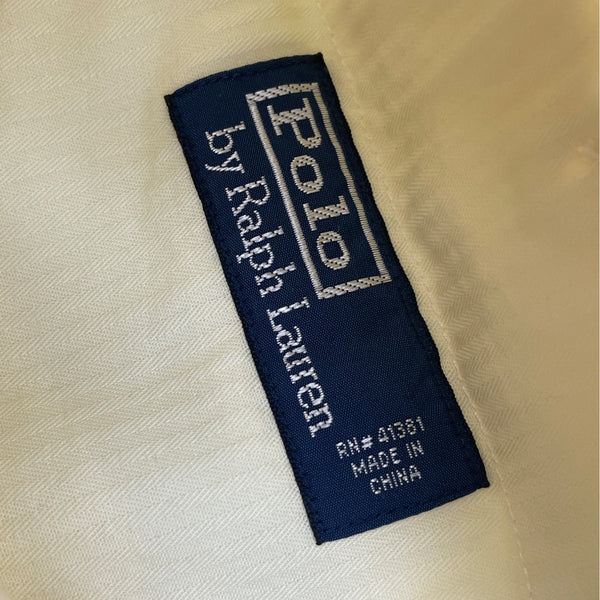 Polo
by Ralph Lauren
RN# 41381
MADE IN
CHINA